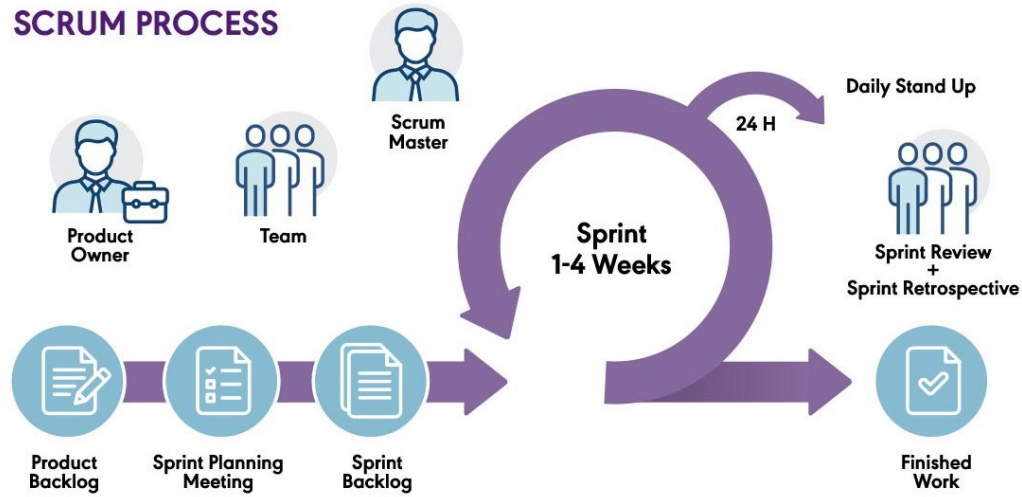 SCRUM PROCESS
Scrum
Master
Product
Owner
Team
24 H
Daily Stand Up
Sprint
1-4 Weeks
Sprint Review
+
Sprint Retrospective
Product
Backlog
Sprint Planning
Meeting
Sprint
Backlog
Finished
Work